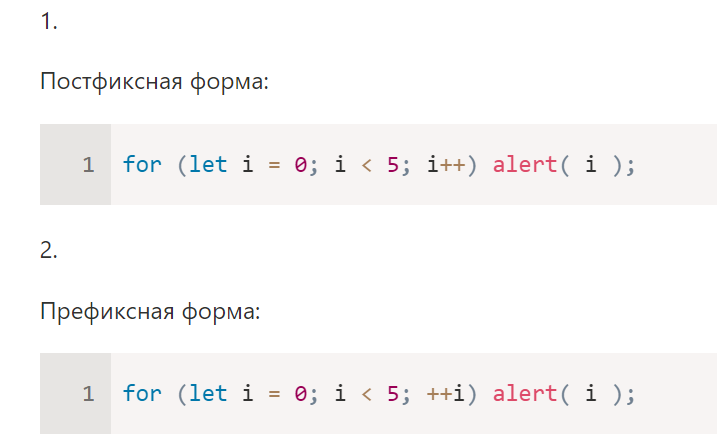 1.
Постфиксная форма:
1 for (let i = 0; i < 5; i++) alert( i );
2.
Префиксная форма:
1 for (let i = 0; i < 5; ++i) alert( i );